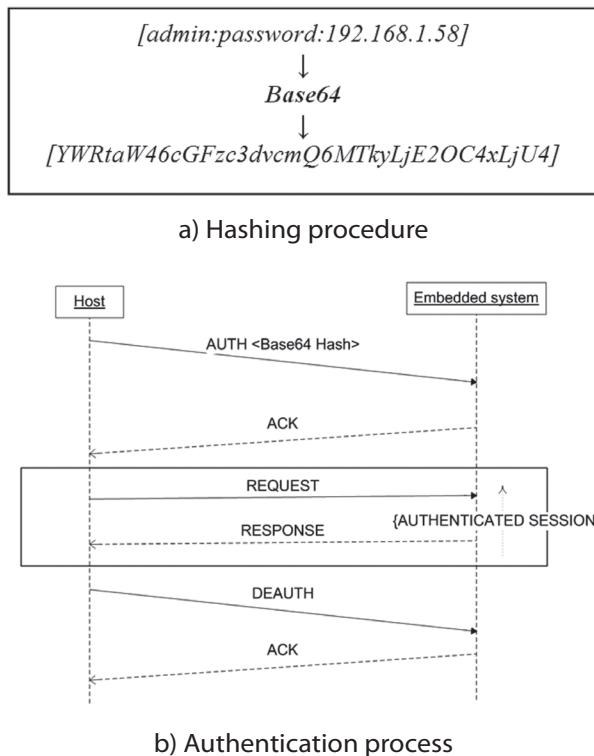 [admin:password:192.168.1.58]
Base64
[YWRtaW46cGFzc3dvcmQ6MTkyLjE2OC4xLjU4]
a) Hashing procedure
Host
Embedded system
AUTH <Base64 Hash>
ACK
REQUEST
{AUTHENTICATED SESSION
RESPONSE
DEAUTH
ACK
b) Authentication process